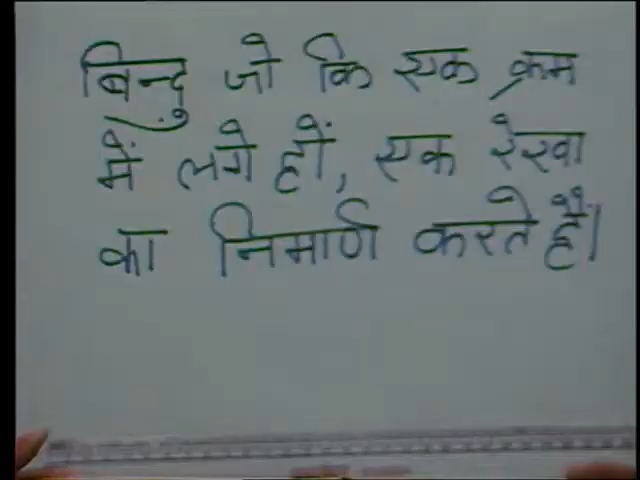 बिन्दु जो कि एक क्रम
में लगे हों, एक रेखा
का निमार्ण करते हैं।